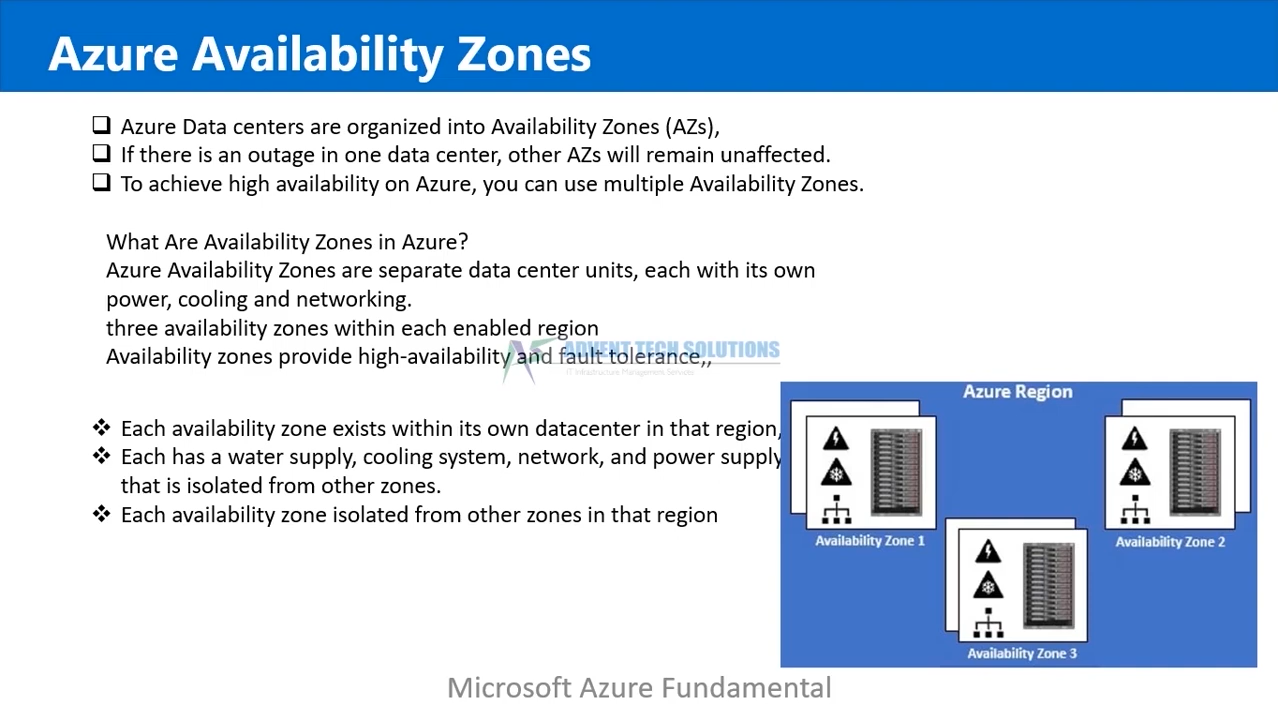 Azure Availability Zones
Azure Data centers are organized into Availability Zones (AZs),
If there is an outage in one data center, other AZs will remain unaffected.
To achieve high availability on Azure, you can use multiple Availability Zones.
What Are Availability Zones in Azure?
Azure Availability Zones are separate data center units, each with its own
power, cooling and networking.
three availability zones within each enabled region
Availability zones provide high-availability and fault tolerance,,
ADVENT TECH SOLUTIONS
IT Infrastructure Management Services
Each availability zone exists within its own datacenter in that region,
Each has a water supply, cooling system, network, and power supply
that is isolated from other zones.
Each availability zone isolated from other zones in that region
Azure Region
Availability Zone 1
Availability Zone 2
Availability Zone 3
Microsoft Azure Fundamental